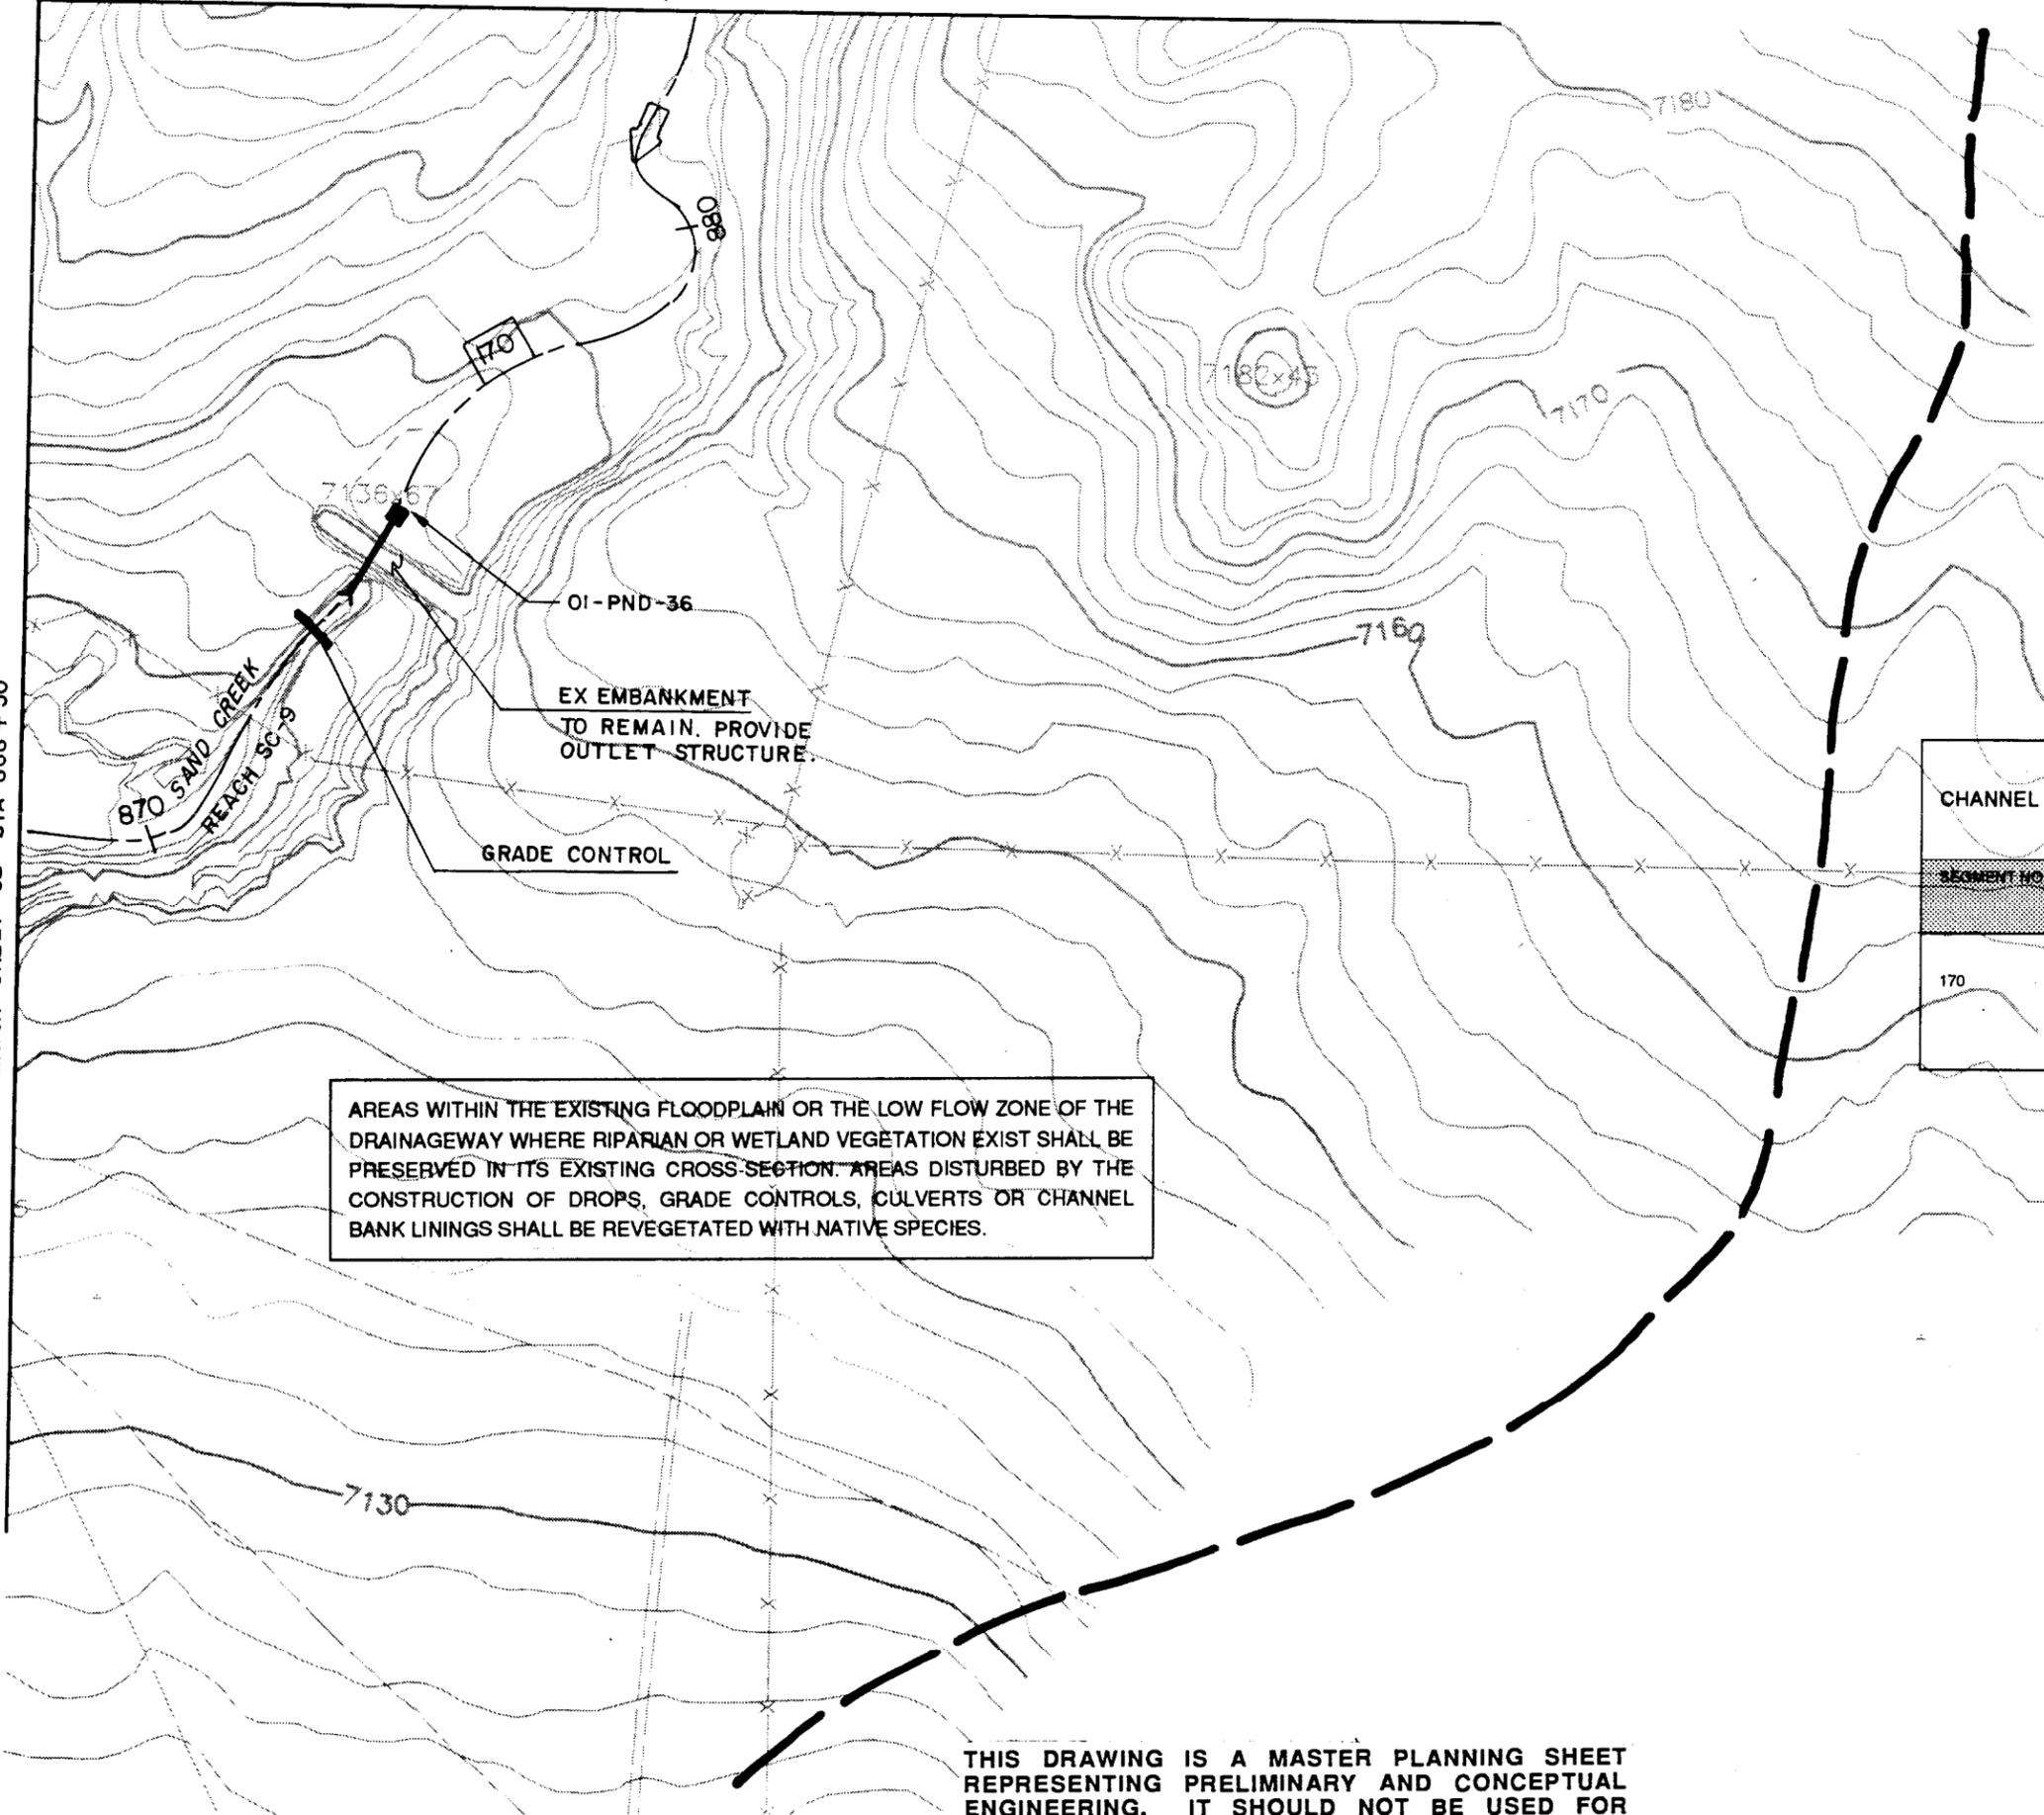 7180
880
170
7182x45
7170
7136x67
01-PND-36
7160
EX EMBANKMENT
TO REMAIN. PROVIDE
OUTLET STRUCTURE.
SAND CREEK
REACH SC-9
870
GRADE CONTROL
CHANNEL
SEGMENT NO
170
AREAS WITHIN THE EXISTING FLOODPLAIN OR THE LOW FLOW ZONE OF THE
DRAINAGEWAY WHERE RIPARIAN OR WETLAND VEGETATION EXIST SHALL BE
PRESERVED IN ITS EXISTING CROSS-SECTION. AREAS DISTURBED BY THE
CONSTRUCTION OF DROPS, GRADE CONTROLS, CULVERTS OR CHANNEL
BANK LININGS SHALL BE REVEGETATED WITH NATIVE SPECIES.
7130
THIS DRAWING IS A MASTER PLANNING SHEET
REPRESENTING PRELIMINARY AND CONCEPTUAL
ENGINEERING. IT SHOULD NOT BE USED FOR